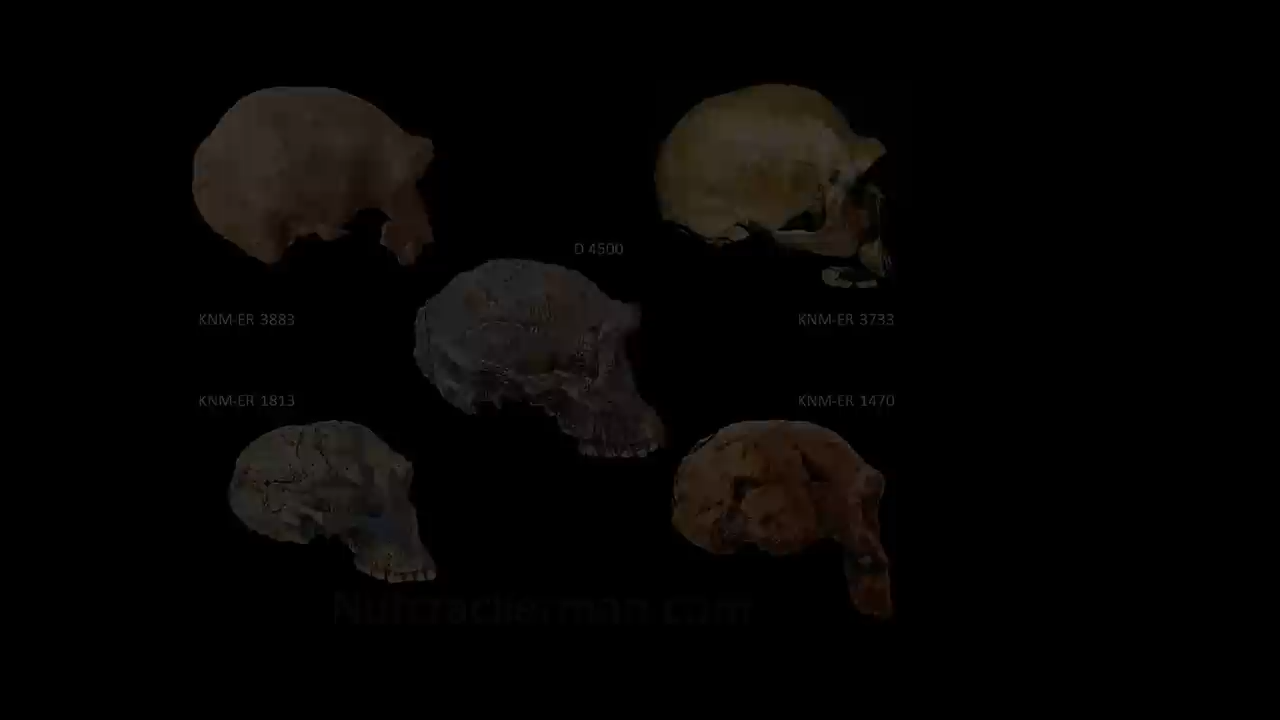 D 4500
KNM-ER 3883
KNM-ER 3733
KNM-ER 1813
KNM-ER 1470
Nutcrackerman.com